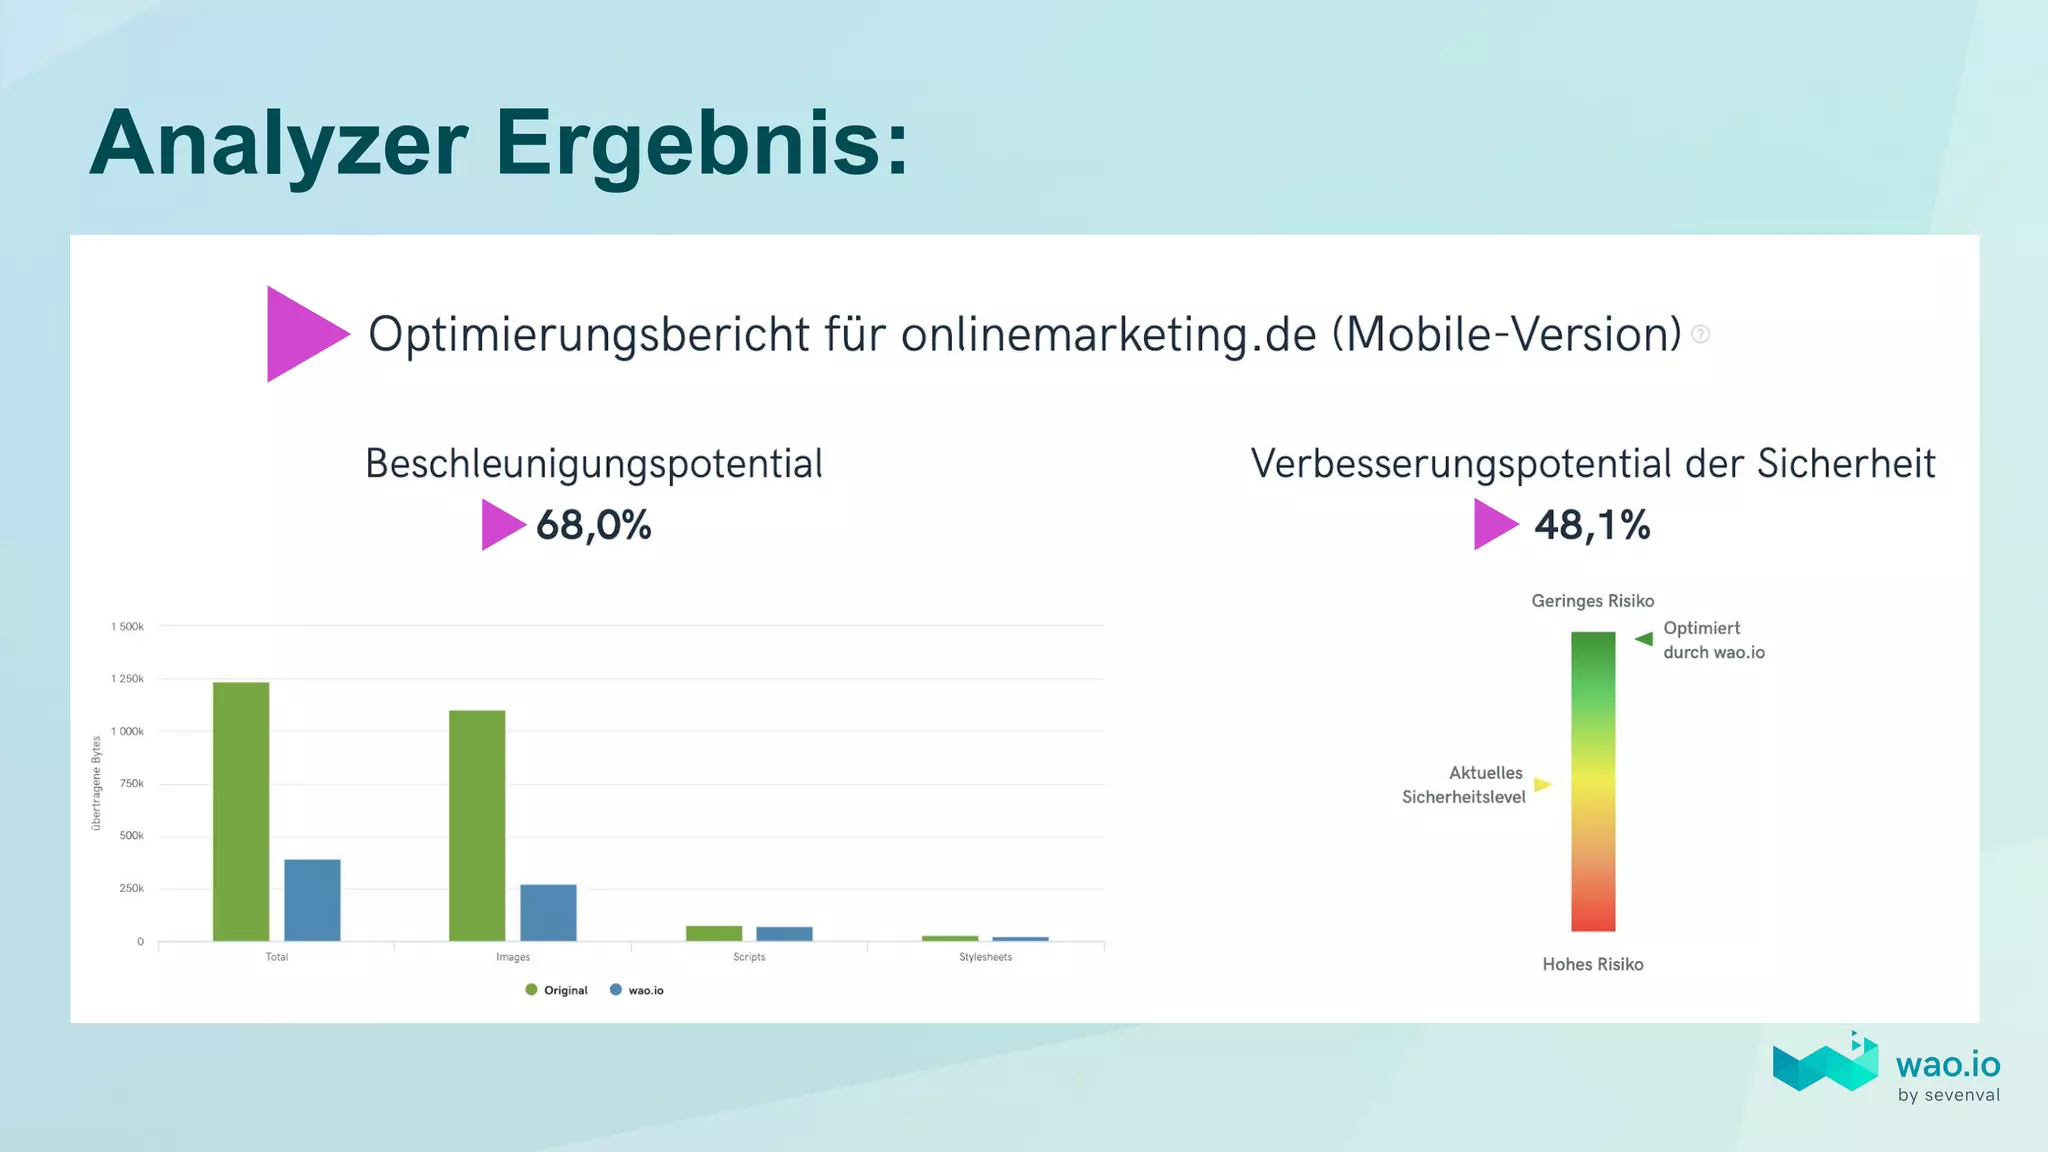 Analyzer Ergebnis:
Optimierungsbericht für onlinemarketing.de (Mobile-Version) ?
Beschleunigungspotential
68,0%
1 500k
1 250k
1 000k
750k
500k
250k
0
übertragene Bytes
Total
Images
Scripts
Stylesheets
Original
wao.io
Verbesserungspotential der Sicherheit
48,1%
Geringes Risiko
Optimiert
durch wao.io
Aktuelles
Sicherheitslevel
Hohes Risiko
wao.io
by sevenval